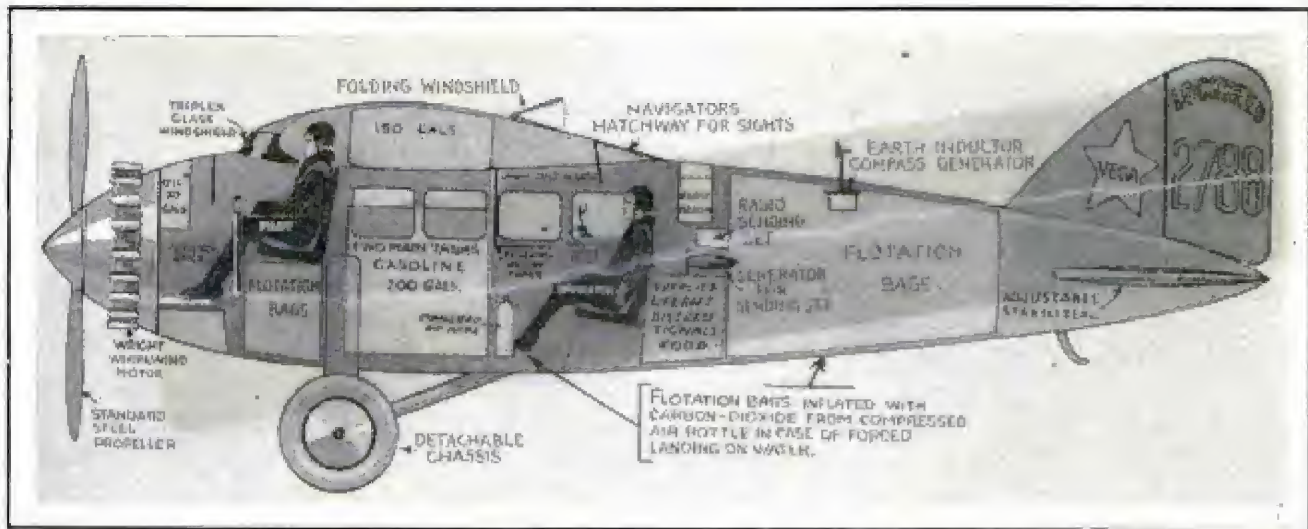 FOLDING WINDSHIELD
TRIPLEX
GLASS
WINDSHIELD
150 GALS
NAVIGATORS
HATCHWAY FOR SIGHTS
EARTH INDUCTOR
COMPASS GENERATOR
VEGA
LOCKHEED
2788
RADIO
SENDING
SET
GENERATOR
FOR
SENDING SET
FLOTATION
BAGS
TWO MAIN TANKS
GASOLINE
200 GALS.
FLOTATION
BAGS
SUPPLIES
LIFERAFT
DISTRESS
SIGNALS
FOOD
ADJUSTABLE
STABILIZER
WRIGHT
WHIRLWIND
MOTOR
STANDARD
STEEL
PROPELLER
DETACHABLE
CHASSIS
FLOTATION BAGS INFLATED WITH
CARBON-DIOXIDE FROM COMPRESSED
AIR BOTTLE IN CASE OF FORCED
LANDING ON WATER.